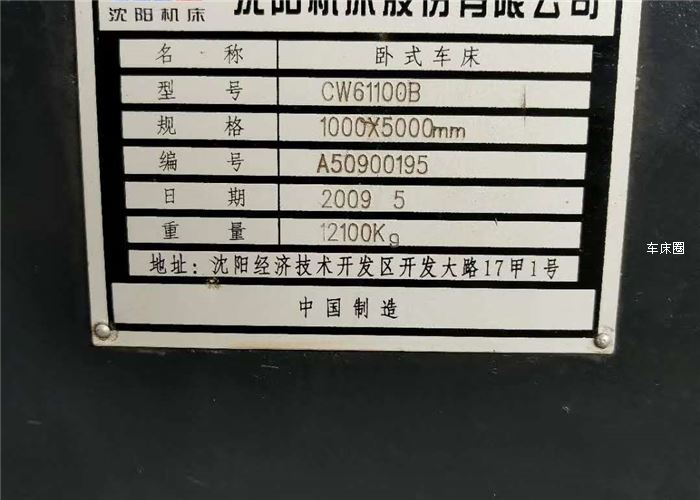 沈阳机床 沈阳机床股份有限公司
名 称 卧式车床
型 号 CW61100B
规 格 1000X5000mm
编 号 A50900195
日 期 2009 5
重 量 12100Kg
地址：沈阳经济技术开发区开发大路17甲1号
中国制造
车床圈